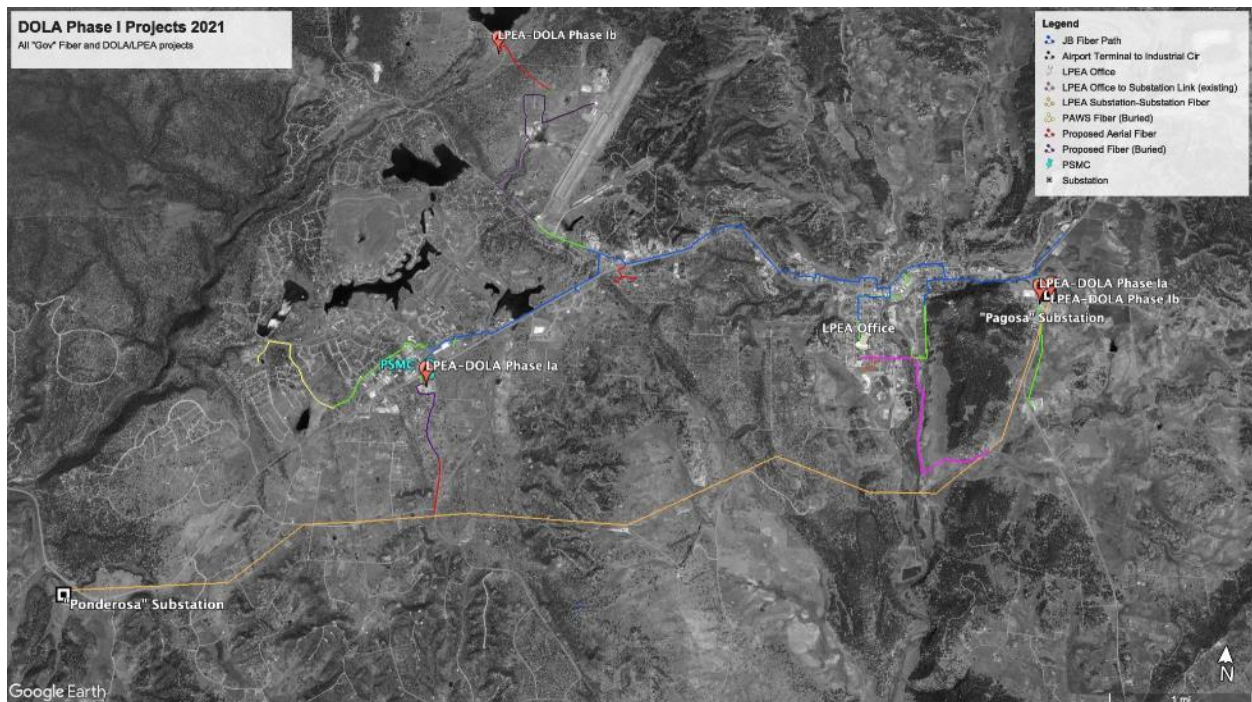 DOLA Phase I Projects 2021
All "Gov" Fiber and DOLA/LPEA projects
LPEA-DOLA Phase Ib
Legend
JB Fiber Path
Airport Terminal to Industrial Cir
LPEA Office
LPEA Office to Substation Link (existing)
LPEA Substation-Substation Fiber
PAWS Fiber (Buried)
Proposed Aerial Fiber
Proposed Fiber (Buried)
PSMC
Substation
LPEA-DOLA Phase Ia
LPEA-DOLA Phase Ib
"Pagosa" Substation
LPEA Office
PSMC
LPEA-DOLA Phase Ia
"Ponderosa" Substation
N
Google Earth
1 mi